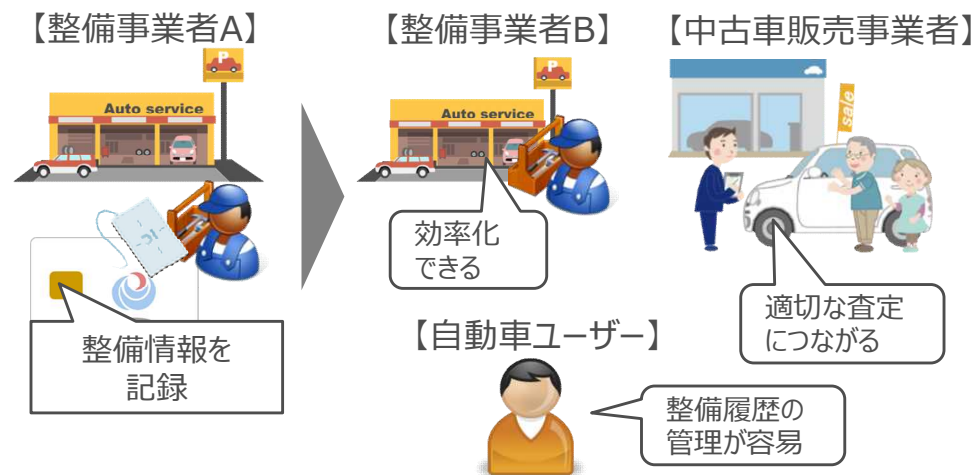 【整備事業者A】
【整備事業者B】
【中古車販売事業者】
P
Auto service
P
Auto service
sale
IC
整備情報を
記録
効率化
できる
適切な査定
につながる
【自動車ユーザー】
整備履歴の
管理が容易